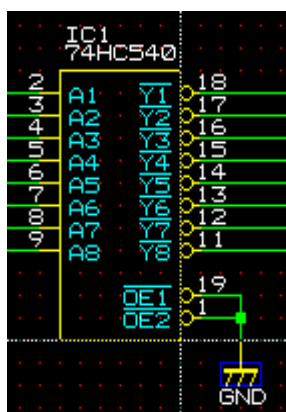 IC1
74HC540
2 A1 Y1 18
3 A2 Y2 17
4 A3 Y3 16
5 A4 Y4 15
6 A5 Y5 14
7 A6 Y6 13
8 A7 Y7 12
9 A8 Y8 11
OE1 19
OE2 1
GND